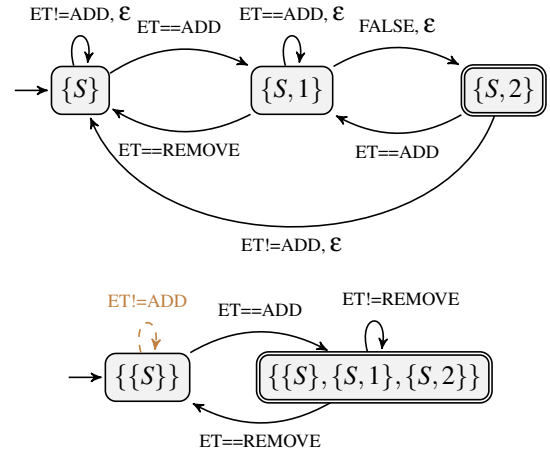 ET!=ADD, ε ET==ADD ET==ADD, ε FALSE, ε
{S} {S, 1} {S, 2}
ET==REMOVE ET==ADD
ET!=ADD, ε
ET!=ADD ET==ADD ET!=REMOVE
{{S}} {{S},{S, 1},{S, 2}}
ET==REMOVE